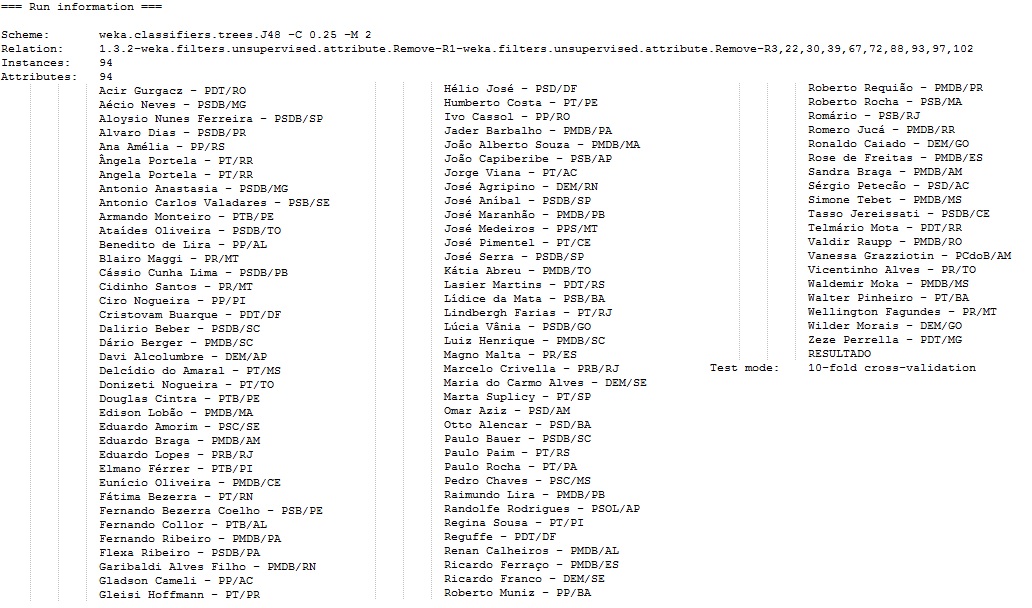 === Run information ===
Scheme: weka.classifiers.trees.J48 -C 0.25 -M 2
Relation: 1.3.2-weka.filters.unsupervised.attribute.Remove-R1-weka.filters.unsupervised.attribute.Remove-R3,22,30,39,67,72,88,93,97,102
Instances: 94
Attributes: 94
Acir Gurgacz - PDT/RO
Aécio Neves - PSDB/MG
Aloysio Nunes Ferreira - PSDB/SP
Alvaro Dias - PSDB/PR
Ana Amélia - PP/RS
Ângela Portela - PT/RR
Angela Portela - PT/RR
Antonio Anastasia - PSDB/MG
Antonio Carlos Valadares - PSB/SE
Armando Monteiro - PTB/PE
Ataídes Oliveira - PSDB/TO
Benedito de Lira - PP/AL
Blairo Maggi - PR/MT
Cássio Cunha Lima - PSDB/PB
Cidinho Santos - PR/MT
Ciro Nogueira - PP/PI
Cristovam Buarque - PDT/DF
Dalirio Beber - PSDB/SC
Dário Berger - PMDB/SC
Davi Alcolumbre - DEM/AP
Delcídio do Amaral - PT/MS
Donizeti Nogueira - PT/TO
Douglas Cintra - PTB/PE
Edison Lobão - PMDB/MA
Eduardo Amorim - PSC/SE
Eduardo Braga - PMDB/AM
Eduardo Lopes - PRB/RJ
Elmano Férrer - PTB/PI
Eunício Oliveira - PMDB/CE
Fátima Bezerra - PT/RN
Fernando Bezerra Coelho - PSB/PE
Fernando Collor - PTB/AL
Fernando Ribeiro - PMDB/PA
Flexa Ribeiro - PSDB/PA
Garibaldi Alves Filho - PMDB/RN
Gladson Cameli - PP/AC
Gleisi Hoffmann - PT/PR
Hélio José - PSD/DF
Humberto Costa - PT/PE
Ivo Cassol - PP/RO
Jader Barbalho - PMDB/PA
João Alberto Souza - PMDB/MA
João Capiberibe - PSB/AP
Jorge Viana - PT/AC
José Agripino - DEM/RN
José Aníbal - PSDB/SP
José Maranhão - PMDB/PB
José Medeiros - PPS/MT
José Pimentel - PT/CE
José Serra - PSDB/SP
Kátia Abreu - PMDB/TO
Lasier Martins - PDT/RS
Lídice da Mata - PSB/BA
Lindbergh Farias - PT/RJ
Lúcia Vânia - PSDB/GO
Luiz Henrique - PMDB/SC
Magno Malta - PR/ES
Marcelo Crivella - PRB/RJ
Maria do Carmo Alves - DEM/SE
Marta Suplicy - PT/SP
Omar Aziz - PSD/AM
Otto Alencar - PSD/BA
Paulo Bauer - PSDB/SC
Paulo Paim - PT/RS
Paulo Rocha - PT/PA
Pedro Chaves - PSC/MS
Raimundo Lira - PMDB/PB
Randolfe Rodrigues - PSOL/AP
Regina Sousa - PT/PI
Reguffe - PDT/DF
Renan Calheiros - PMDB/AL
Ricardo Ferraço - PMDB/ES
Ricardo Franco - DEM/SE
Roberto Muniz - PP/BA
Roberto Requião - PMDB/PR
Roberto Rocha - PSB/MA
Romário - PSB/RJ
Romero Jucá - PMDB/RR
Ronaldo Caiado - DEM/GO
Rose de Freitas - PMDB/ES
Sandra Braga - PMDB/AM
Sérgio Petecão - PSD/AC
Simone Tebet - PMDB/MS
Tasso Jereissati - PSDB/CE
Telmário Mota - PDT/RR
Valdir Raupp - PMDB/RO
Vanessa Grazziotin - PCdoB/AM
Vicentinho Alves - PR/TO
Waldemir Moka - PMDB/MS
Walter Pinheiro - PT/BA
Wellington Fagundes - PR/MT
Wilder Morais - DEM/GO
Zeze Perrella - PDT/MG
RESULTADO
Test mode: 10-fold cross-validation